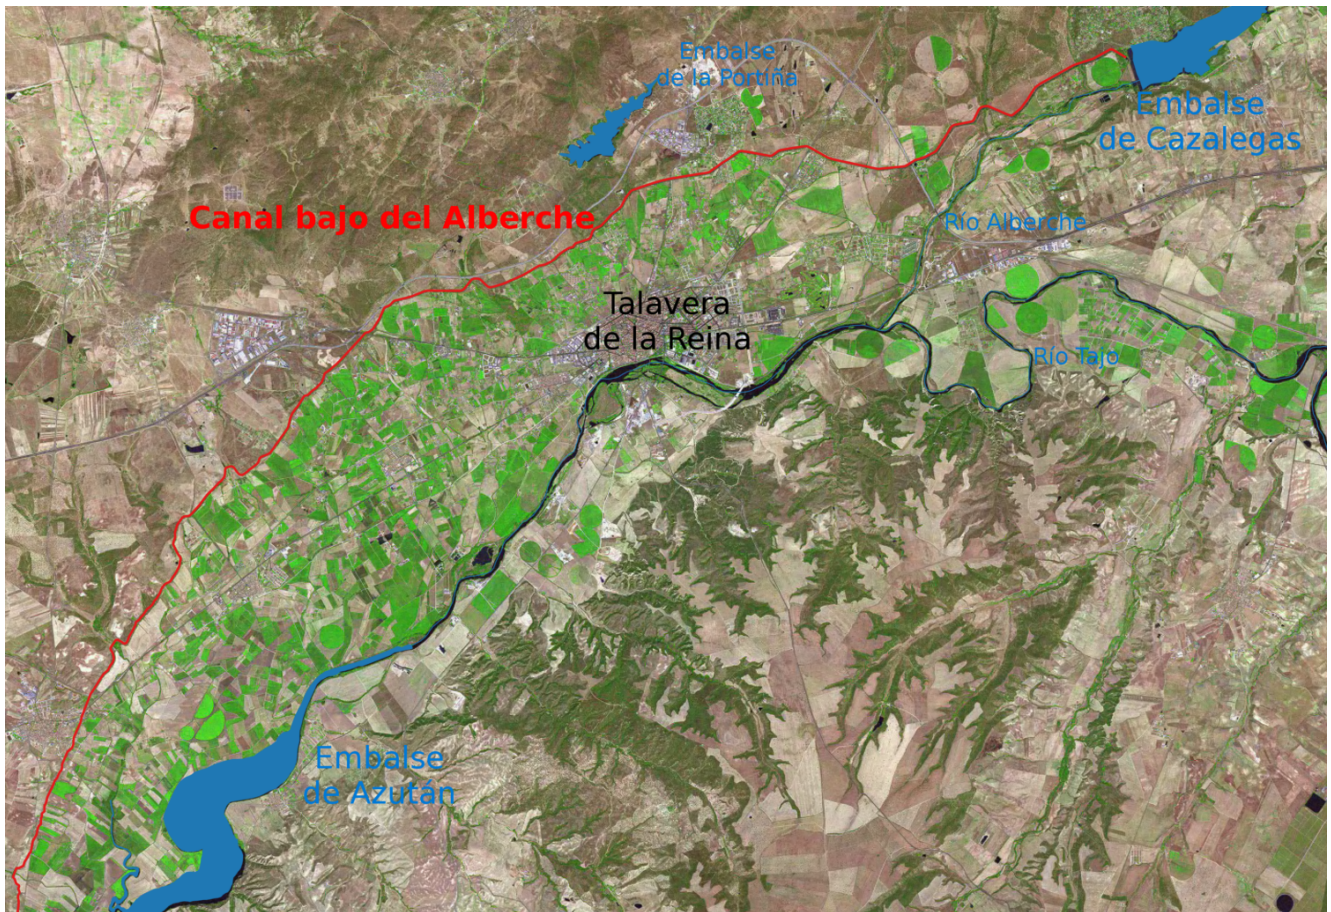 Embalse
de la Portiña
Embalse
de Cazalegas
Canal bajo del Alberche
Río Alberche
Talavera
de la Reina
Río Tajo
Embalse
de Azután